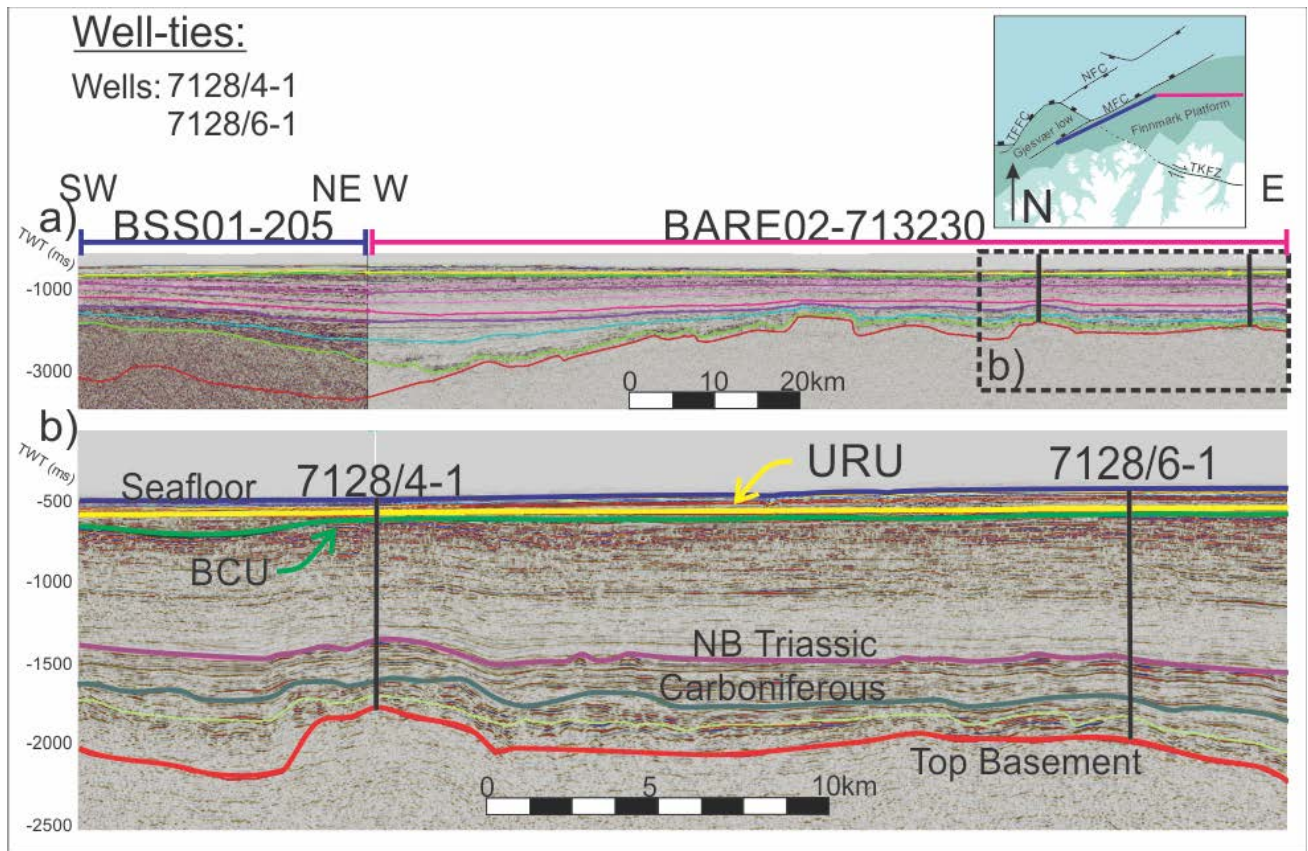 Well-ties:
Wells: 7128/4-1
7128/6-1
NFC
TFFC
MFC
Gjesvær low
Finnmark Platform
TKFZ
N
SW
NE W
E
a)
BSS01-205
BARE02-713230
TWT (ms)
-1000
-3000
0 10 20km
b)
b)
TWT (ms)
Seafloor
7128/4-1
URU
7128/6-1
-500
BCU
-1000
NB Triassic
-1500
Carboniferous
-2000
Top Basement
0 5 10km
-2500